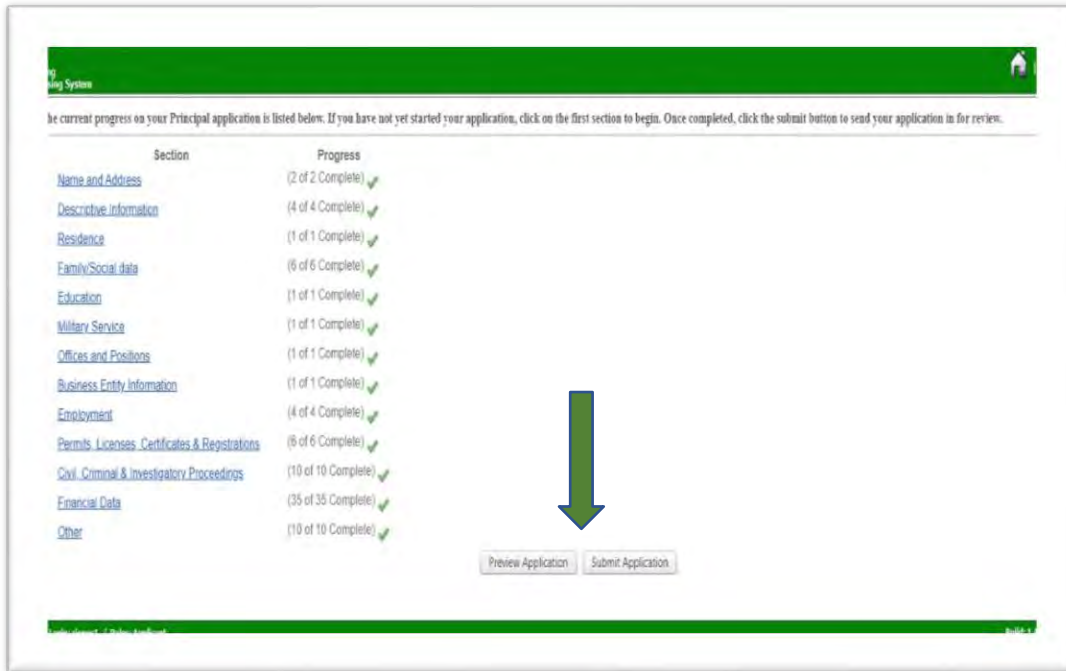 ng
sing System
he current progress on your Principal application is listed below. If you have not yet started your application, click on the first section to begin. Once completed, click the submit button to send your application in for review.
Section Progress
Name and Address (2 of 2 Complete)
Descriptive Information (4 of 4 Complete)
Residence (1 of 1 Complete)
Family/Social data (6 of 6 Complete)
Education (1 of 1 Complete)
Military Service (1 of 1 Complete)
Offices and Positions (1 of 1 Complete)
Business Entity Information (1 of 1 Complete)
Employment (4 of 4 Complete)
Permits, Licenses, Certificates & Registrations (6 of 6 Complete)
Civil, Criminal & Investigatory Proceedings (10 of 10 Complete)
Financial Data (35 of 35 Complete)
Other (10 of 10 Complete)
Preview Application Submit Application